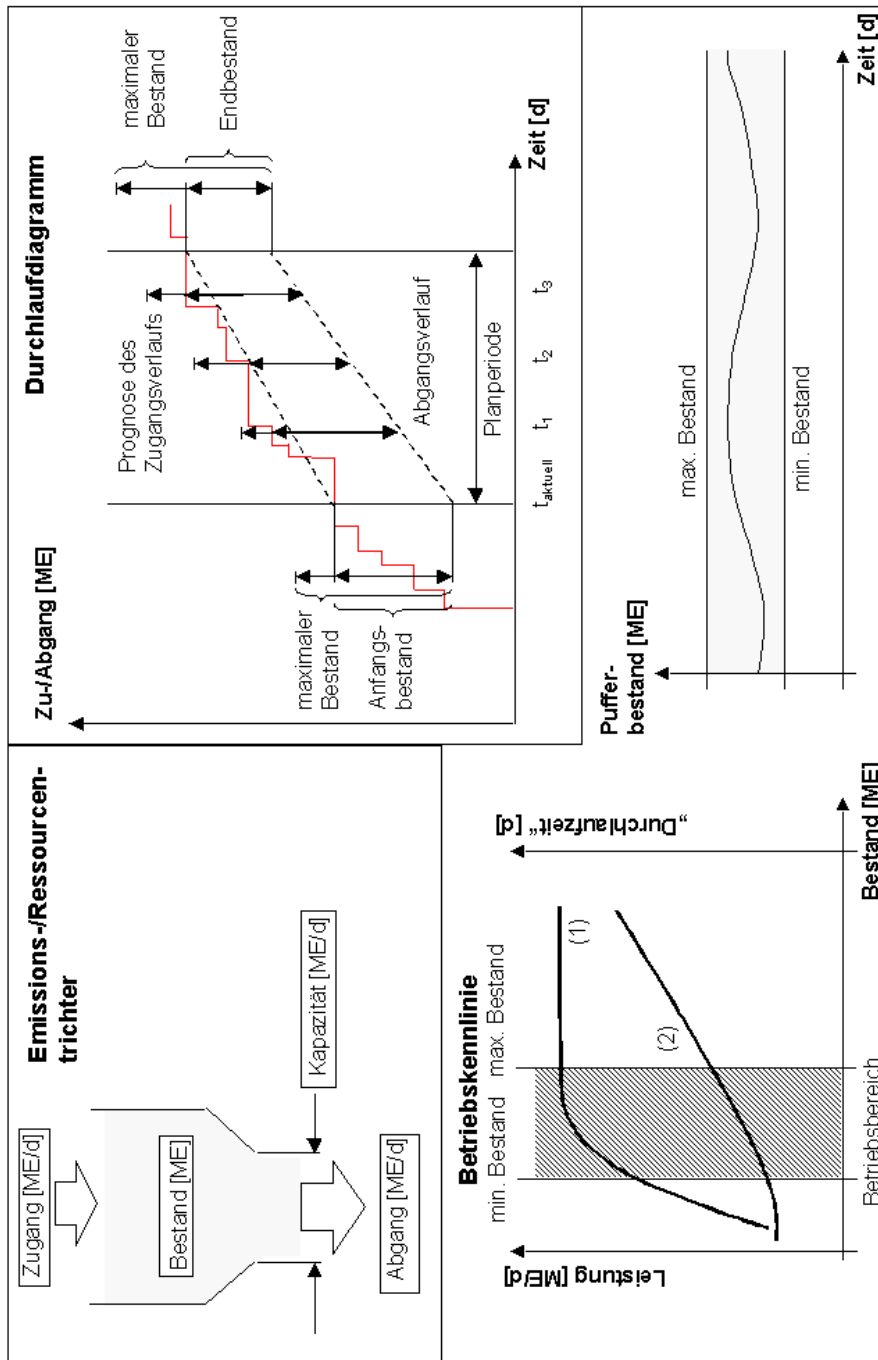 Emissions-/Ressourcen-
trichter
Zugang [ME/d]
Bestand [ME]
Kapazität [ME/d]
Abgang [ME/d]
Durchlaufdiagramm
Zu-/Abgang [ME]
maximaler
Bestand
Endbestand
Prognose des
Zugangsverlaufs
Abgangsverlauf
maximaler
Bestand
Anfangs-
bestand
Planperiode
t aktuell
t1
t2
t3
Zeit [d]
Betriebskennlinie
min. Bestand
max. Bestand
Leistung [ME/d]
„Durchlaufzeit“ [d]
(1)
(2)
Betriebsbereich
Bestand [ME]
Puffer-
bestand [ME]
max. Bestand
min. Bestand
Zeit [d]